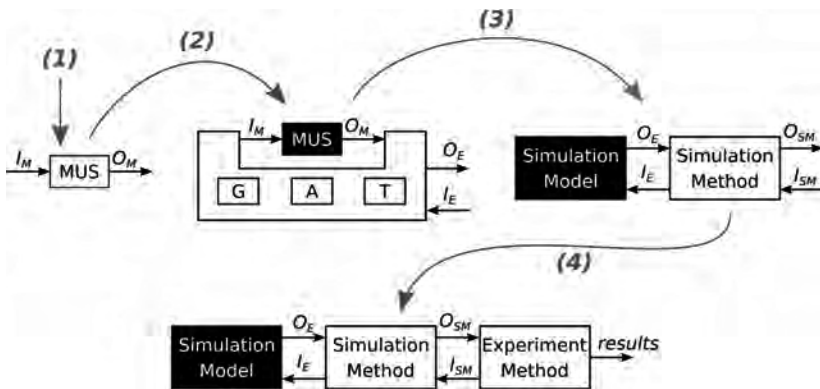 (1)
(2)
(3)
I_M MUS O_M
I_M MUS O_M
O_E
G A T
I_E
Simulation Model
O_E
I_E
Simulation Method
O_SM
I_SM
(4)
Simulation Model
O_E
I_E
Simulation Method
O_SM
I_SM
Experiment Method
results